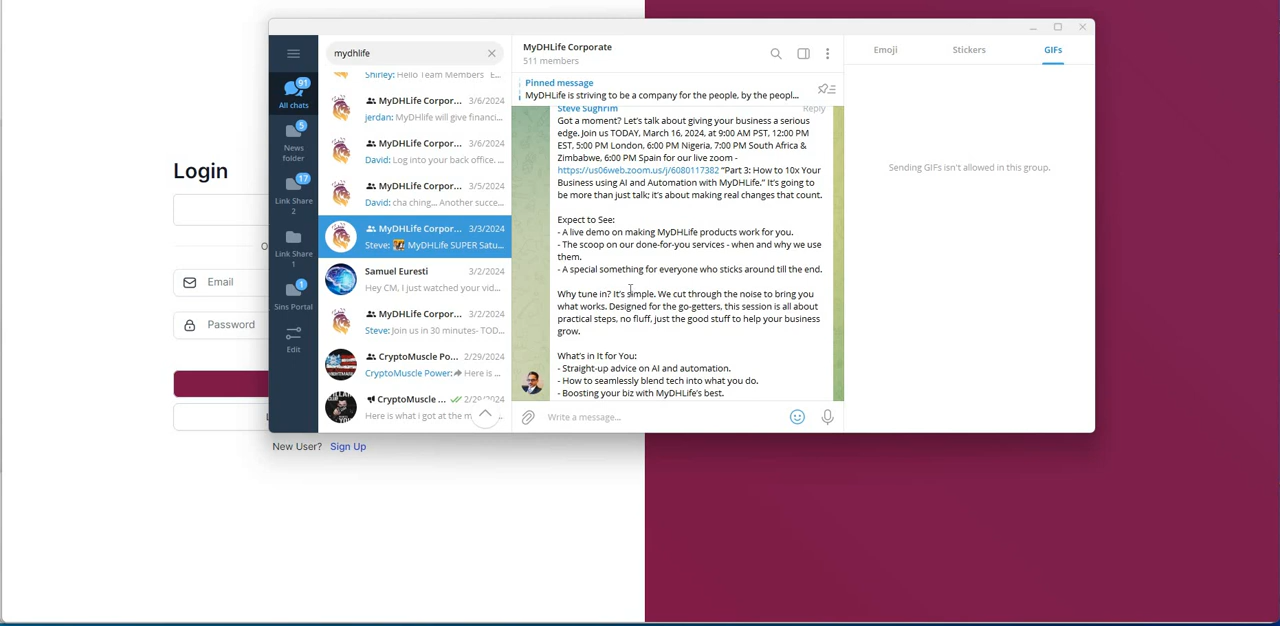 Login
O
Email
Password
L
New User? Sign Up
All chats
91
News
folder
5
Link Share
2
17
Link Share
1
Sins Portal
1
Edit
mydhlife
Shirley: Hello Team Members E...
MyDHLife Corpor... 3/6/2024
jerdan: MyDHlife will give financi...
MyDHLife Corpor... 3/6/2024
David: Log into your back office. ...
MyDHLife Corpor... 3/5/2024
David: cha ching... Another succe...
MyDHLife Corpor... 3/3/2024
Steve: MyDHLife SUPER Satu...
Samuel Euresti 3/2/2024
Hey CM, I just watched your vid...
MyDHLife Corpor... 3/2/2024
Steve: Join us in 30 minutes- TOD...
CryptoMuscle Po... 2/29/2024
CryptoMuscle Power: Here is ...
CryptoMuscle ... 2/29/2024
Here is what i got at the m
MyDHLife Corporate
511 members
Pinned message
MyDHLife is striving to be a company for the people, by the peopl...
Steve Sughrim Reply
Got a moment? Let's talk about giving your business a serious
edge. Join us TODAY, March 16, 2024, at 9:00 AM PST, 12:00 PM
EST, 5:00 PM London, 6:00 PM Nigeria, 7:00 PM South Africa &
Zimbabwe, 6:00 PM Spain for our live zoom -
https://us06web.zoom.us/j/6080117382 "Part 3: How to 10x Your
Business using AI and Automation with MyDHLife." It's going to
be more than just talk; it's about making real changes that count.
Expect to See:
- A live demo on making MyDHLife products work for you.
- The scoop on our done-for-you services - when and why we use
them.
- A special something for everyone who sticks around till the end.
Why tune in? It's simple. We cut through the noise to bring you
what works. Designed for the go-getters, this session is all about
practical steps, no fluff, just the good stuff to help your business
grow.
What's in It for You:
- Straight-up advice on AI and automation.
- How to seamlessly blend tech into what you do.
- Boosting your biz with MyDHLife's best.
Write a message...
Emoji Stickers GIFs
Sending GIFs isn't allowed in this group.